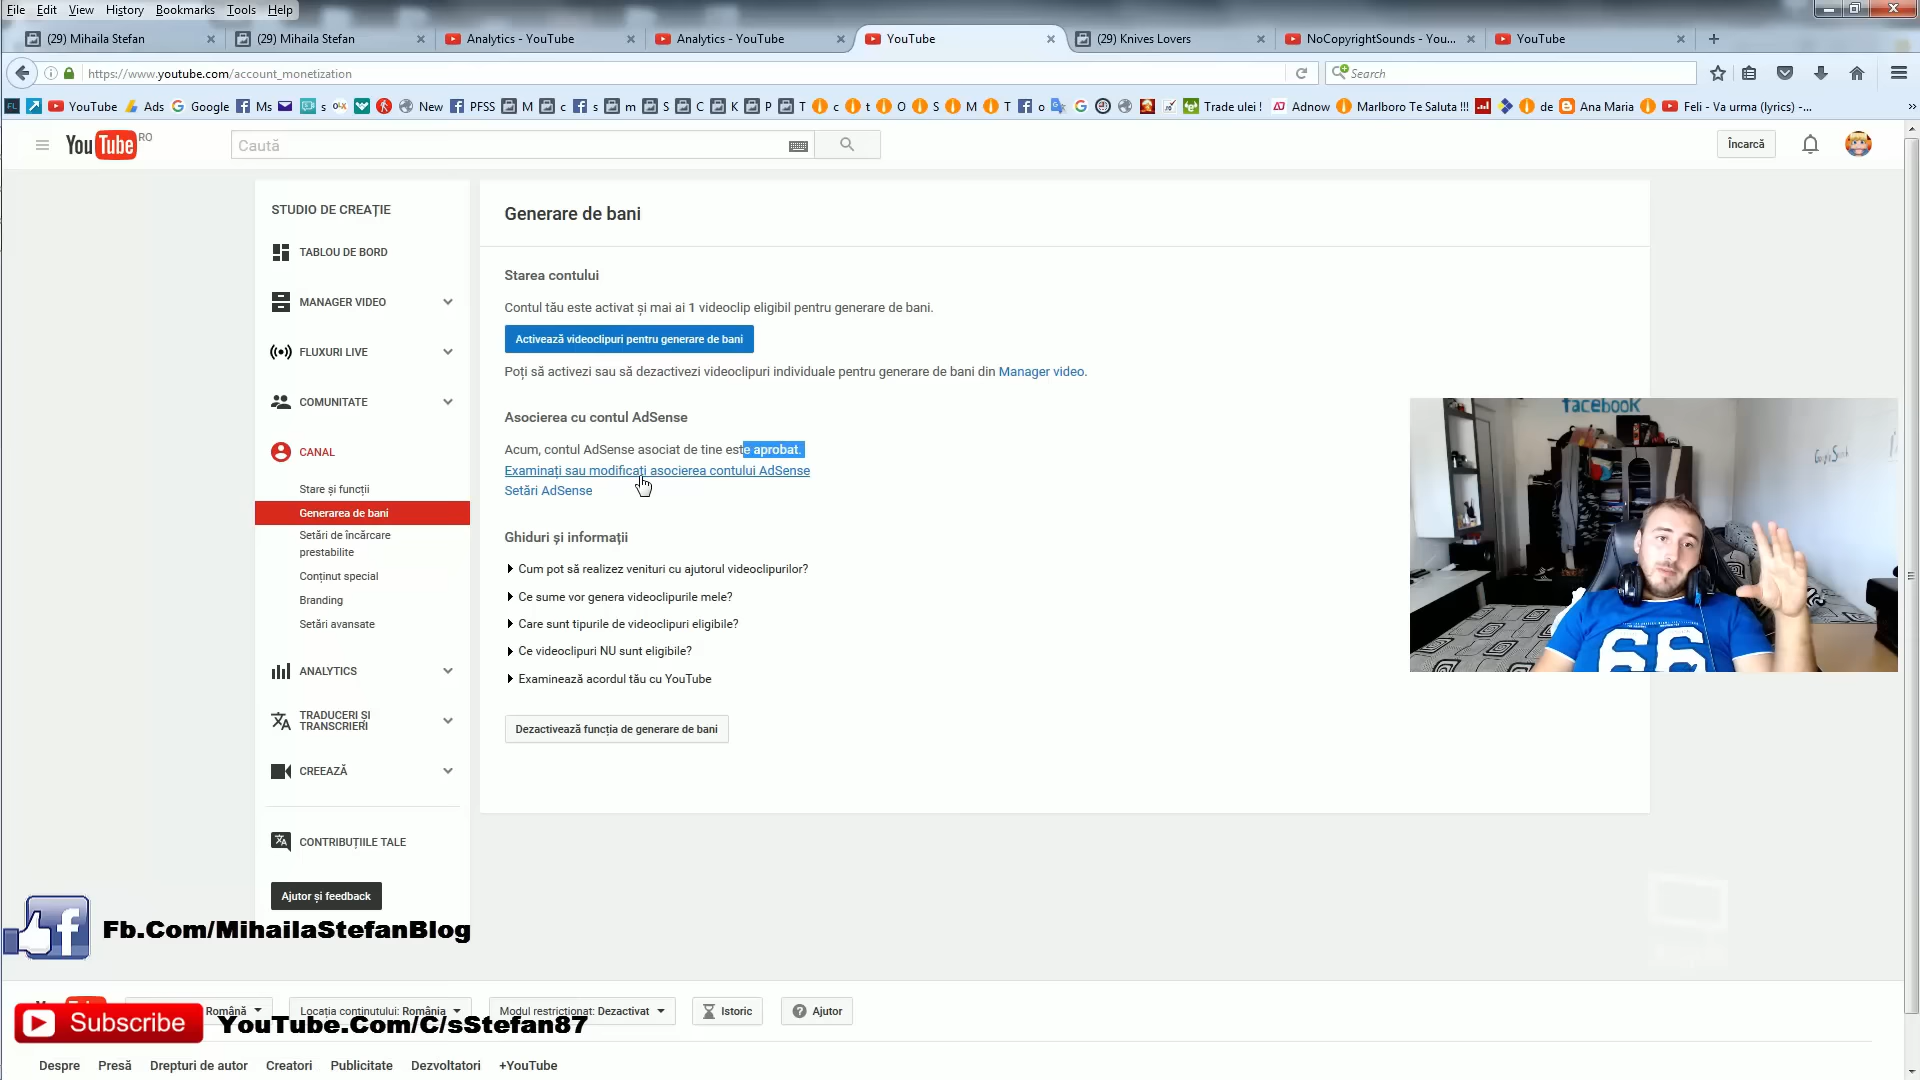 File Edit View History Bookmarks Tools Help
(29) Mihaila Stefan
(29) Mihaila Stefan
Analytics - YouTube
Analytics - YouTube
YouTube
(29) Knives Lovers
NoCopyrightSounds - You...
YouTube
https://www.youtube.com/account_monetization
Search
YouTube Ads Google Ms s New PFSS M c s m S C K P T c t O S M T o Trade ulei ! Adnow Marlboro Te Saluta !!! de Ana Maria Feli - Va urma (lyrics) -...
YouTube RO
Caută
Încarcă
STUDIO DE CREAȚIE
TABLOU DE BORD
MANAGER VIDEO
FLUXURI LIVE
COMUNITATE
CANAL
Stare și funcții
Generarea de bani
Setări de încărcare
prestabilite
Conținut special
Branding
Setări avansate
ANALYTICS
TRADUCERI ȘI
TRANSCRIERI
CREEAZĂ
CONTRIBUȚIILE TALE
Ajutor și feedback
Generare de bani
Starea contului
Contul tău este activat și mai ai 1 videoclip eligibil pentru generare de bani.
Activează videoclipuri pentru generare de bani
Poți să activezi sau să dezactivezi videoclipuri individuale pentru generare de bani din Manager video.
Asocierea cu contul AdSense
Acum, contul AdSense asociat de tine este aprobat.
Examinați sau modificați asocierea contului AdSense
Setări AdSense
Ghiduri și informații
Cum pot să realizez venituri cu ajutorul videoclipurilor?
Ce sume vor genera videoclipurile mele?
Care sunt tipurile de videoclipuri eligibile?
Ce videoclipuri NU sunt eligibile?
Examinează acordul tău cu YouTube
Dezactivează funcția de generare de bani
facebook
66
Fb.Com/MihailaStefanBlog
Română
Locația conținutului: România
Modul restricționat: Dezactivat
Istoric
Ajutor
Subscribe
YouTube.Com/C/sStefan87
Despre Presă Drepturi de autor Creatori Publicitate Dezvoltatori +YouTube